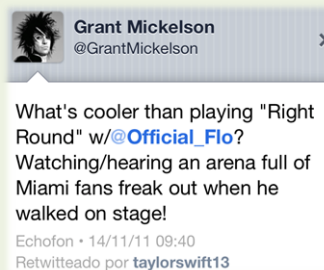 Grant Mickelson
@GrantMickelson
What's cooler than playing "Right
Round" w/@Official_Flo?
Watching/hearing an arena full of
Miami fans freak out when he
walked on stage!
Echofon • 14/11/11 09:40
Retwitteado por taylorswift13